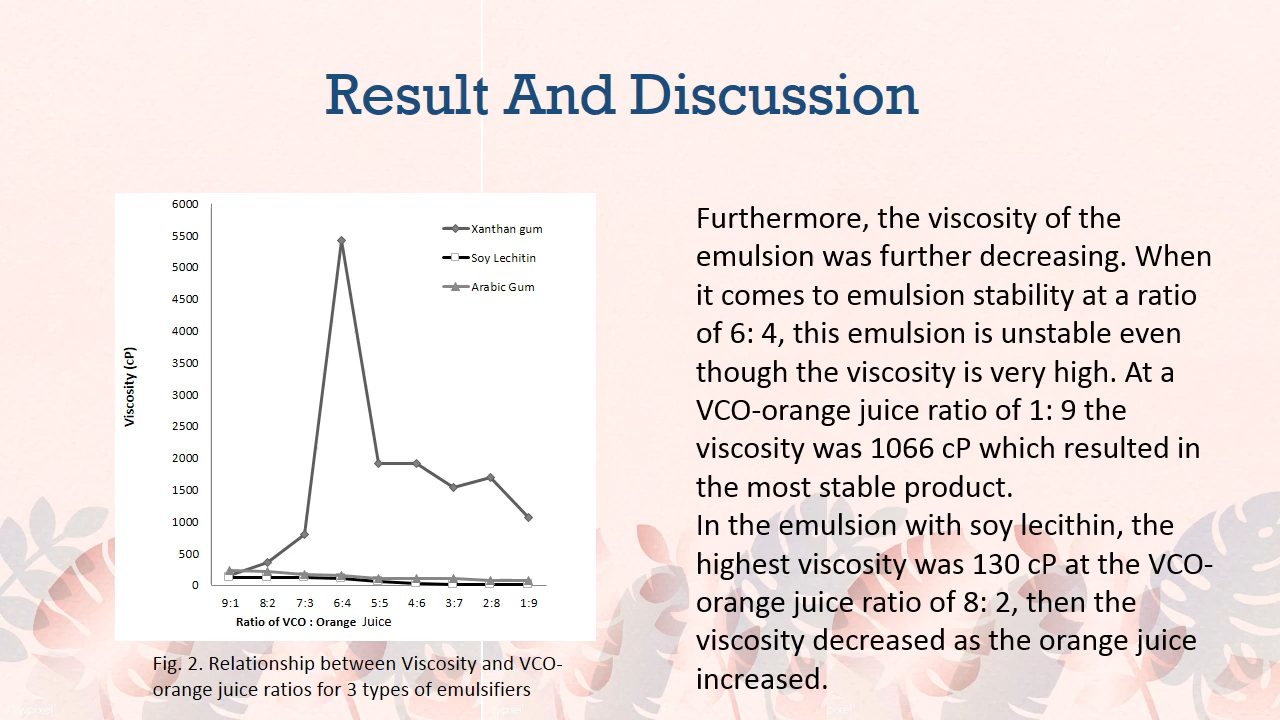 Result And Discussion
6000
5500
5000
4500
4000
3500
3000
2500
2000
1500
1000
500
0
Viscosity (cP)
Xanthan gum
Soy Lechitin
Arabic Gum
9:1 8:2 7:3 6:4 5:5 4:6 3:7 2:8 1:9
Ratio of VCO : Orange Juice
Fig. 2. Relationship between Viscosity and VCO-
orange juice ratios for 3 types of emulsifiers
Furthermore, the viscosity of the
emulsion was further decreasing. When
it comes to emulsion stability at a ratio
of 6: 4, this emulsion is unstable even
though the viscosity is very high. At a
VCO-orange juice ratio of 1: 9 the
viscosity was 1066 cP which resulted in
the most stable product.
In the emulsion with soy lecithin, the
highest viscosity was 130 cP at the VCO-
orange juice ratio of 8: 2, then the
viscosity decreased as the orange juice
increased.